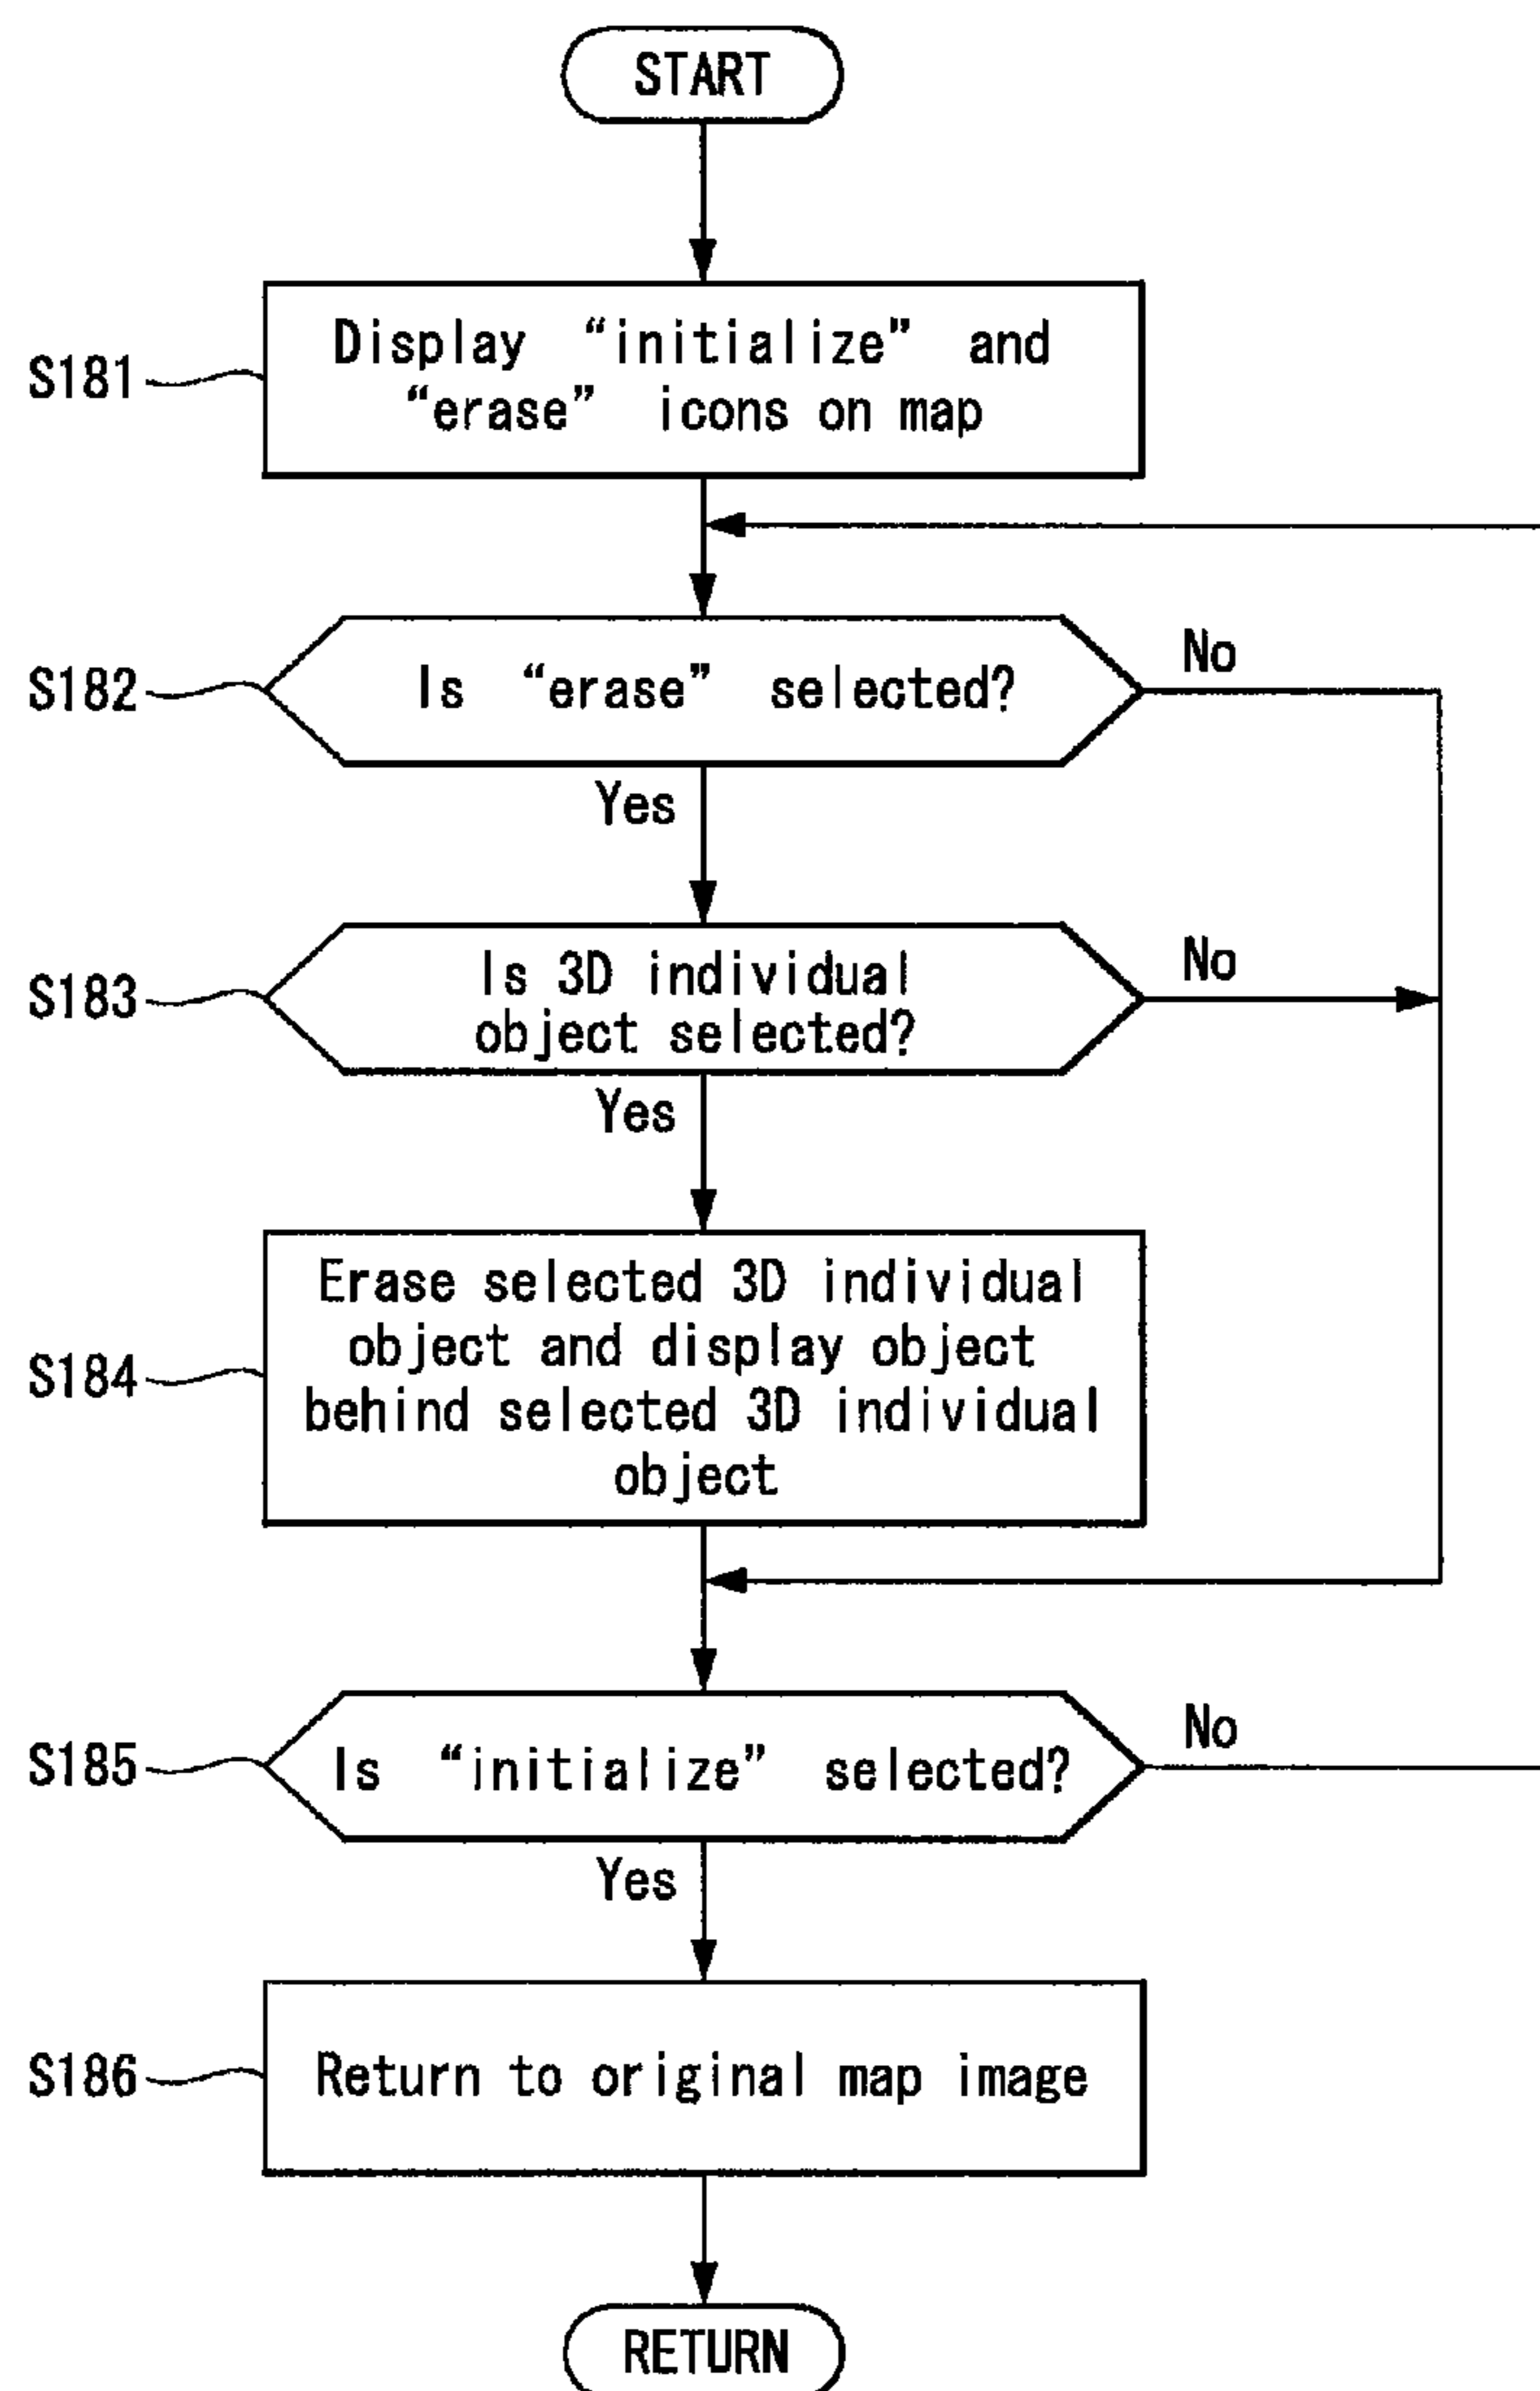 START
S181
Display “initialize” and
“erase” icons on map
S182
Is “erase” selected?
No
Yes
S183
Is 3D individual
object selected?
No
Yes
S184
Erase selected 3D individual
object and display object
behind selected 3D individual
object
S185
Is “initialize” selected?
No
Yes
S186
Return to original map image
RETURN